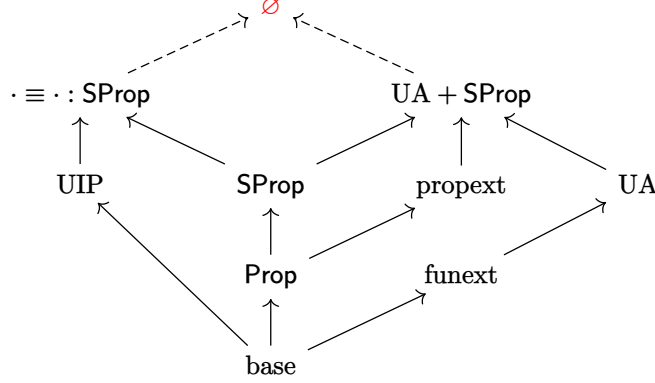 ∅
· ≡ · : SProp UA + SProp
UIP SProp propext UA
Prop funext
base